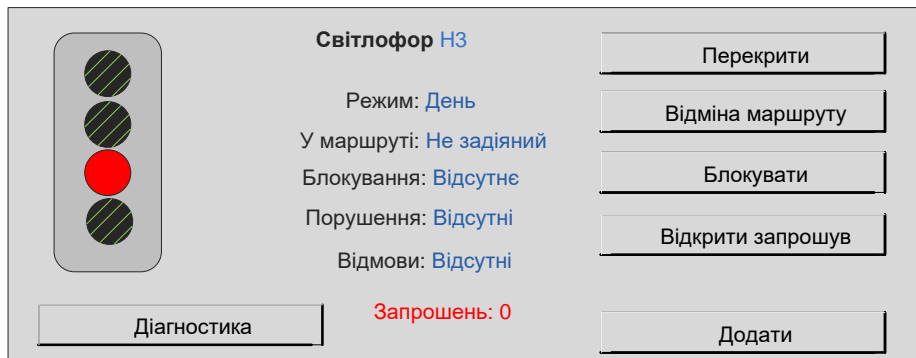 Світлофор Н3
Перекрити
Режим: День
Відміна маршруту
У маршруті: Не задіяний
Блокування: Відсутнє
Блокувати
Порушення: Відсутні
Відкрити запрошув
Відмови: Відсутні
Запрошень: 0
Діагностика
Додати